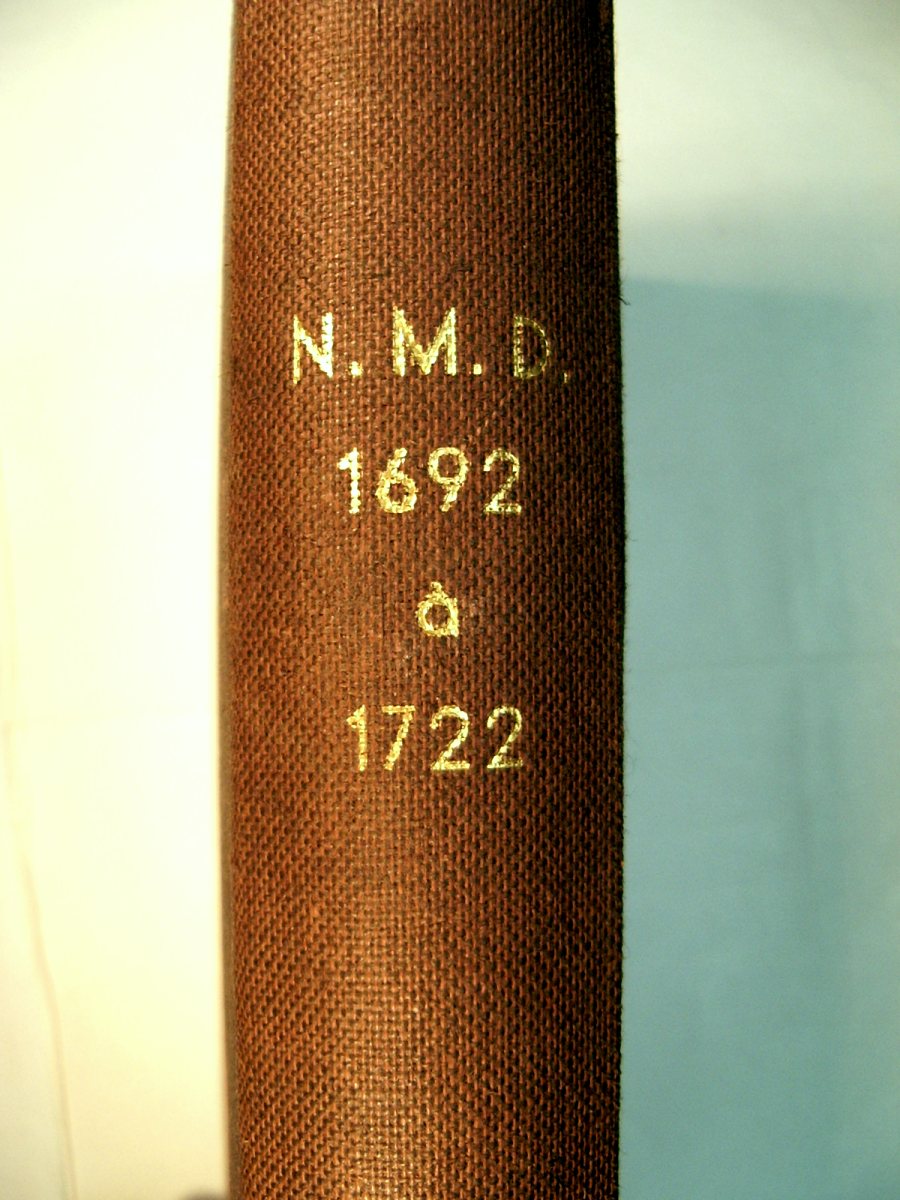 N. M. D.
1692
à
1722